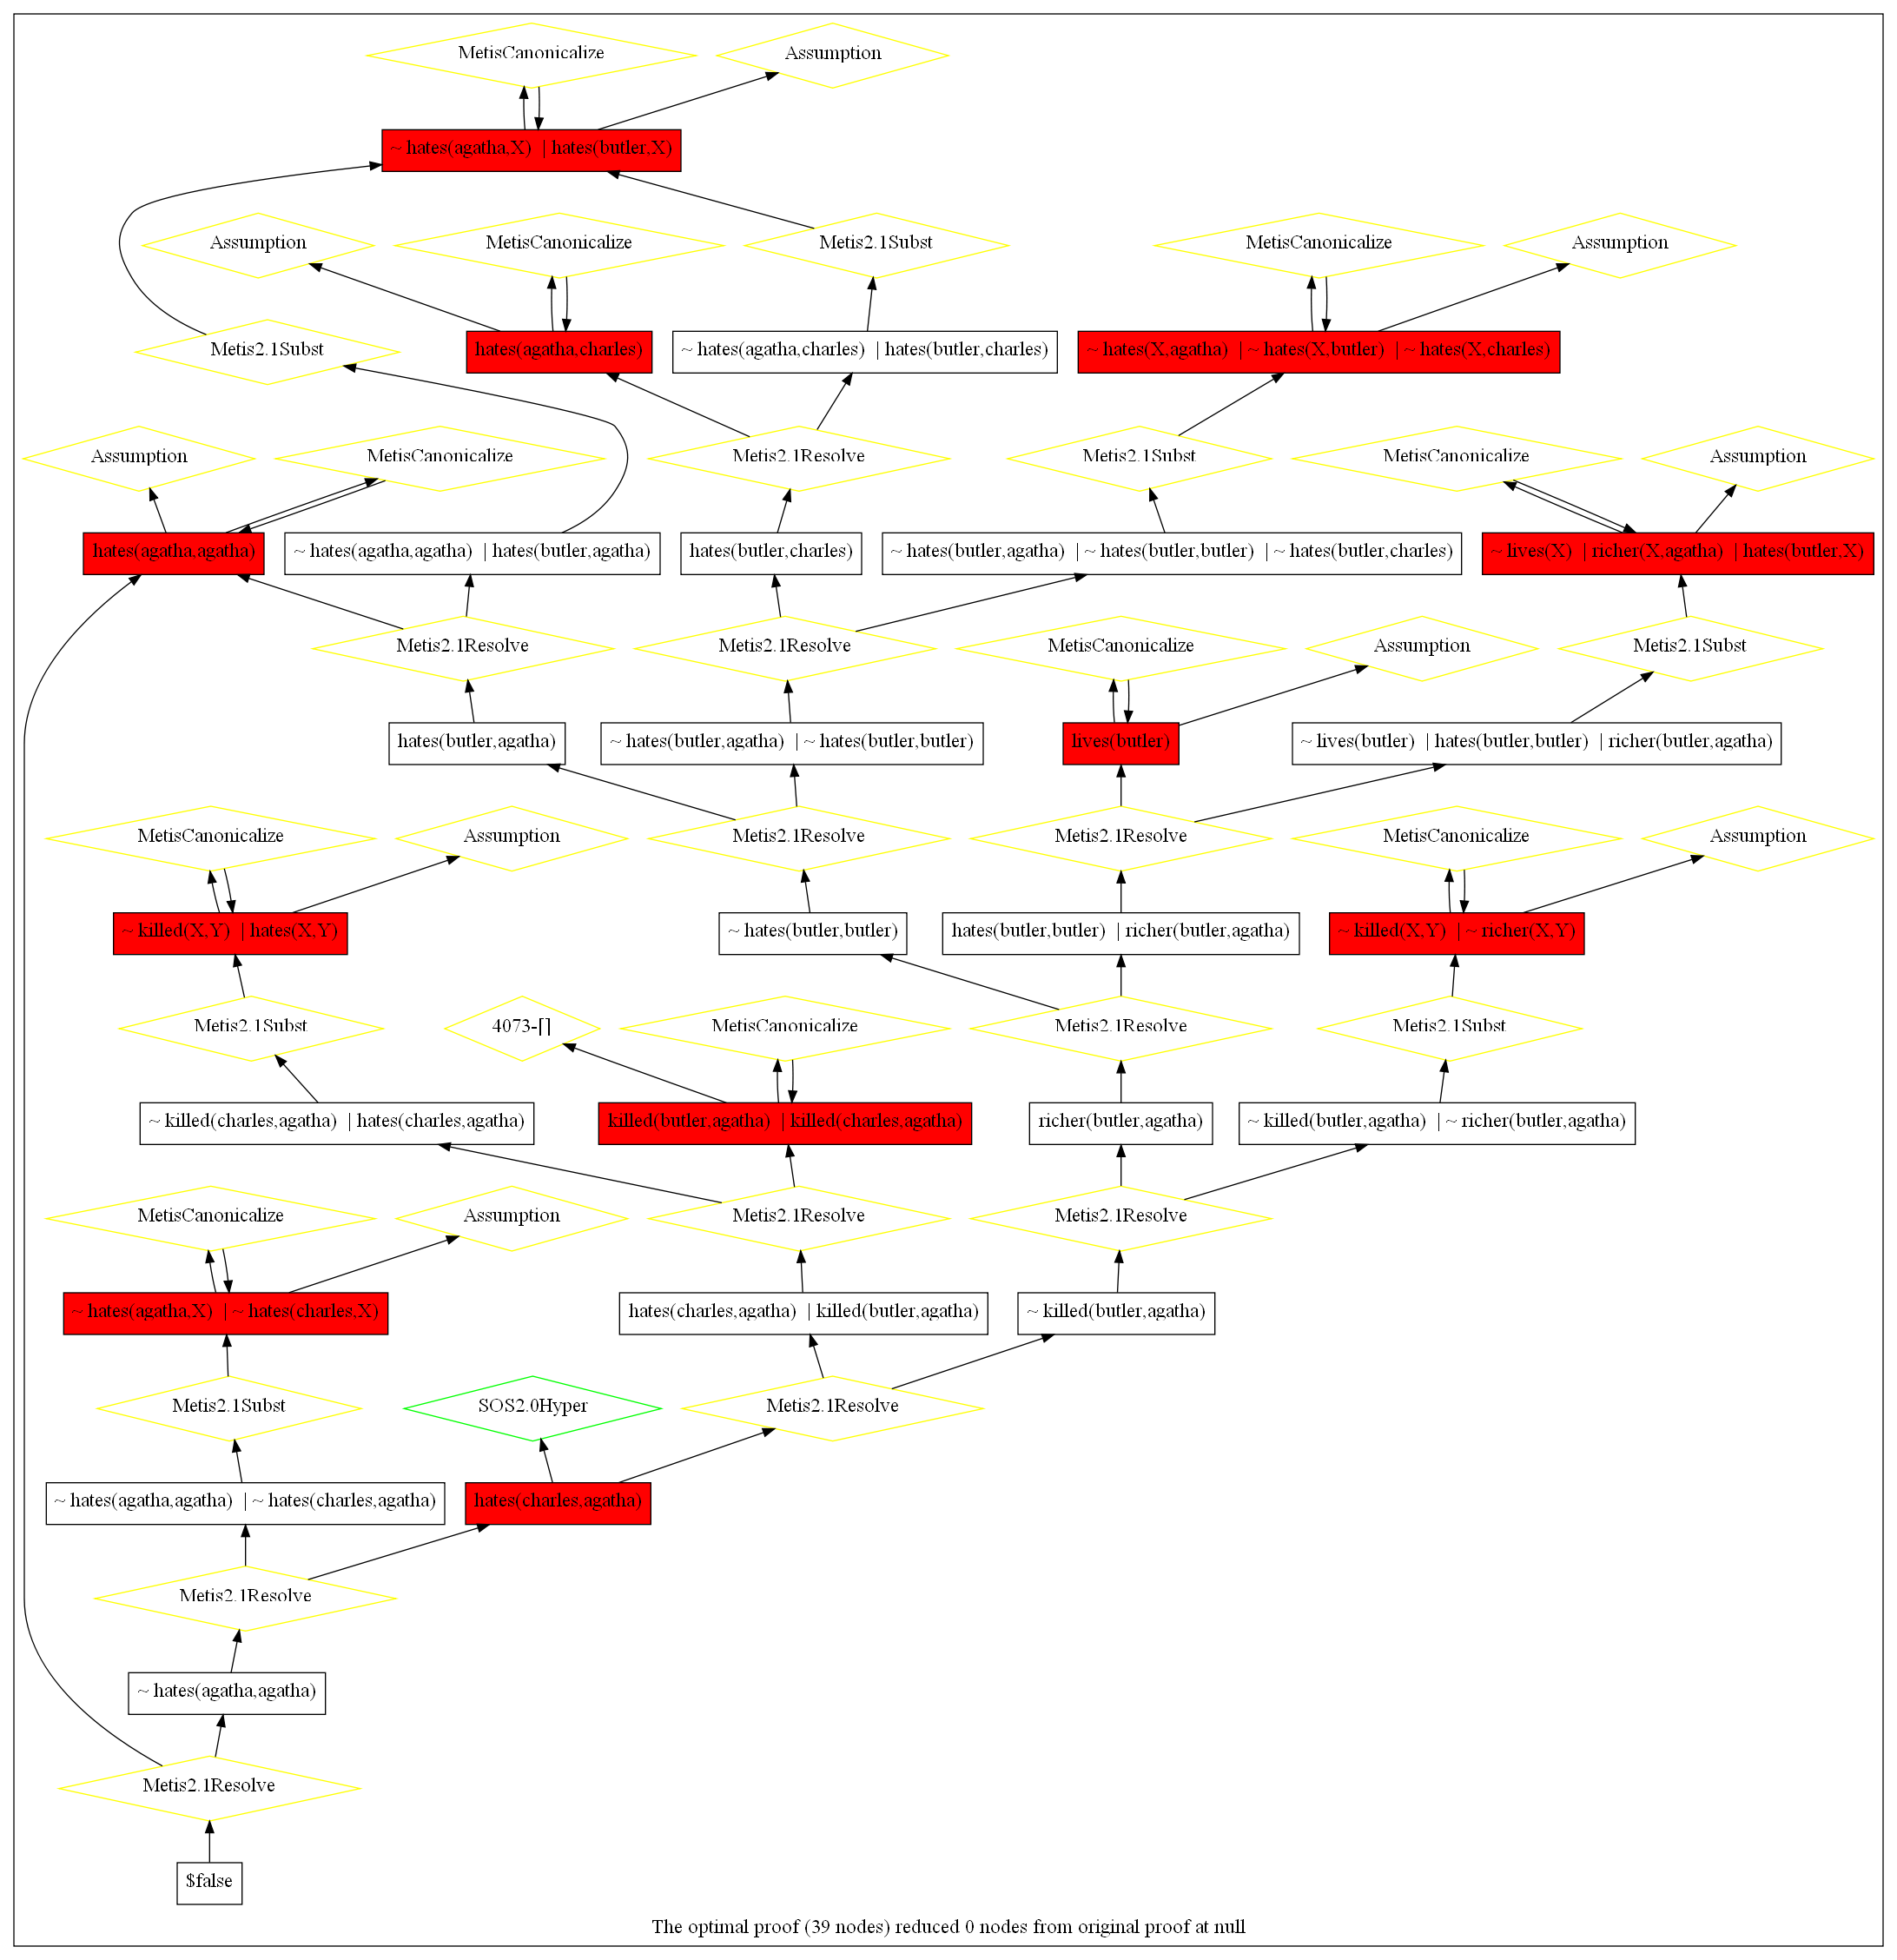 MetisCanonicalize
Assumption
~ hates(agatha,X) | hates(butler,X)
Assumption
MetisCanonicalize
Metis2.1Subst
MetisCanonicalize
Assumption
Metis2.1Subst
hates(agatha,charles)
~ hates(agatha,charles) | hates(butler,charles)
~ hates(X,agatha) | ~ hates(X,butler) | ~ hates(X,charles)
Assumption
MetisCanonicalize
Metis2.1Resolve
Metis2.1Subst
MetisCanonicalize
Assumption
hates(agatha,agatha)
~ hates(agatha,agatha) | hates(butler,agatha)
hates(butler,charles)
~ hates(butler,agatha) | ~ hates(butler,butler) | ~ hates(butler,charles)
~ lives(X) | richer(X,agatha) | hates(butler,X)
Metis2.1Resolve
Metis2.1Resolve
MetisCanonicalize
Assumption
Metis2.1Subst
hates(butler,agatha)
~ hates(butler,agatha) | ~ hates(butler,butler)
lives(butler)
~ lives(butler) | hates(butler,butler) | richer(butler,agatha)
MetisCanonicalize
Assumption
Metis2.1Resolve
Metis2.1Resolve
MetisCanonicalize
Assumption
~ killed(X,Y) | hates(X,Y)
~ hates(butler,butler)
hates(butler,butler) | richer(butler,agatha)
~ killed(X,Y) | ~ richer(X,Y)
Metis2.1Subst
4073-[]
MetisCanonicalize
Metis2.1Resolve
Metis2.1Subst
~ killed(charles,agatha) | hates(charles,agatha)
killed(butler,agatha) | killed(charles,agatha)
richer(butler,agatha)
~ killed(butler,agatha) | ~ richer(butler,agatha)
MetisCanonicalize
Assumption
Metis2.1Resolve
Metis2.1Resolve
~ hates(agatha,X) | ~ hates(charles,X)
hates(charles,agatha) | killed(butler,agatha)
~ killed(butler,agatha)
Metis2.1Subst
SOS2.0Hyper
Metis2.1Resolve
~ hates(agatha,agatha) | ~ hates(charles,agatha)
hates(charles,agatha)
Metis2.1Resolve
~ hates(agatha,agatha)
Metis2.1Resolve
$false
The optimal proof (39 nodes) reduced 0 nodes from original proof at null